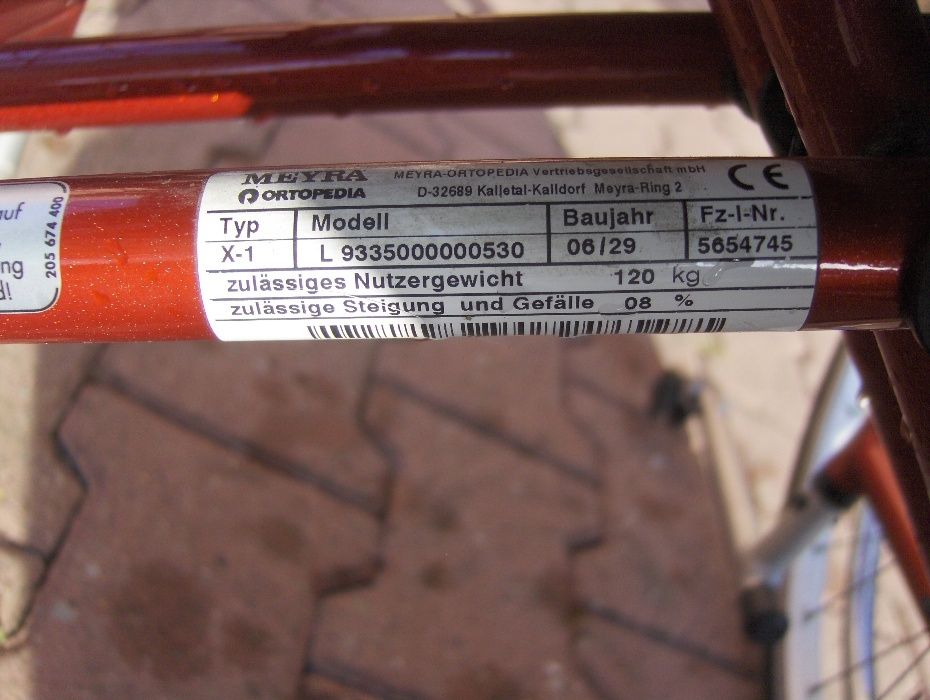 MEYRA
ORTOPEDIA
MEYRA-ORTOPEDIA Vertriebsgesellschaft mbH
D-32689 Kalletal-Kalldorf Meyra-Ring 2
CE
Typ Modell Baujahr Fz-I-Nr.
X-1 L 9335000000530 06/29 5654745
zulässiges Nutzergewicht 120 kg
zulässige Steigung und Gefälle 08 %
205 674 400